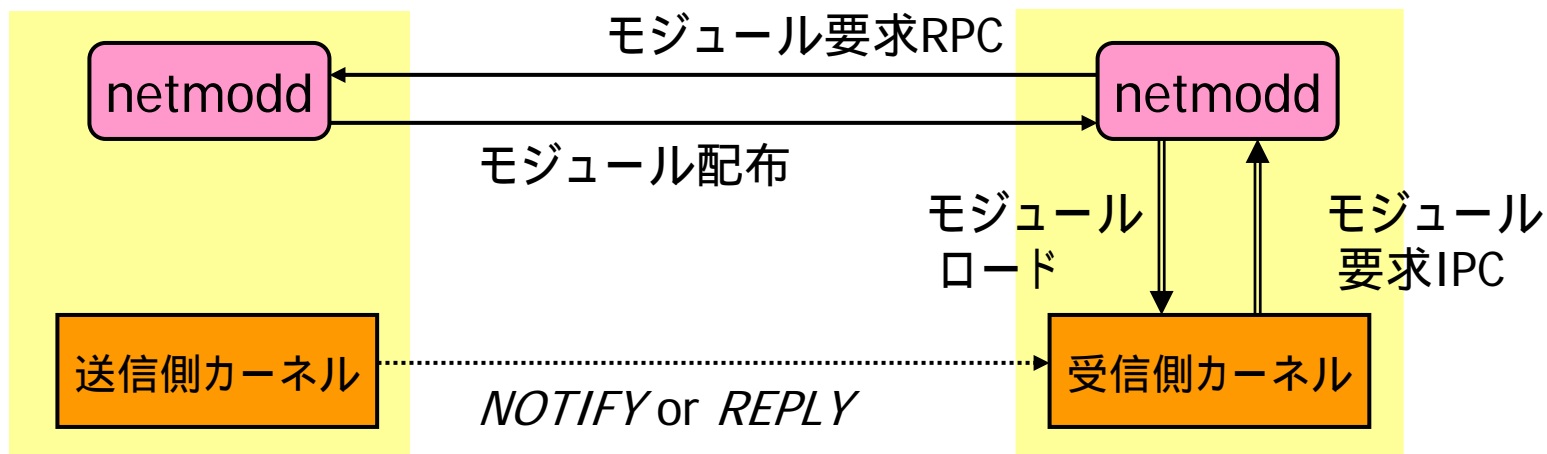 モジュール要求RPC
netmodd
netmodd
モジュール配布
モジュール
ロード
モジュール
要求IPC
送信側カーネル
受信側カーネル
NOTIFY or REPLY